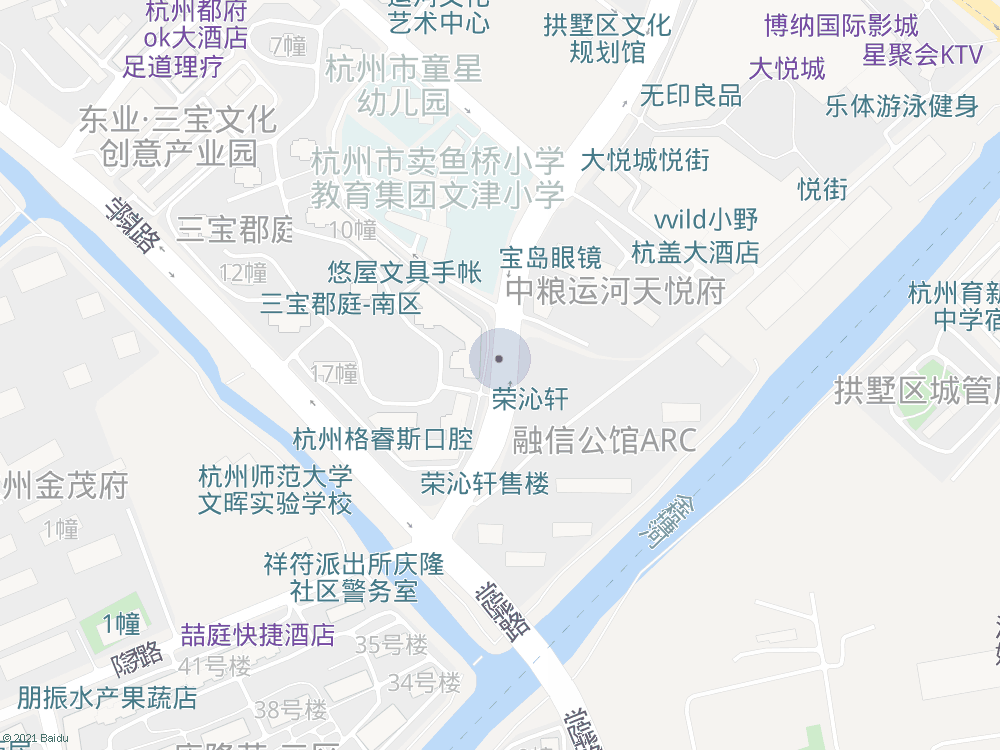 杭州都府
ok大酒店
足道理疗
7幢
艺术中心
拱墅区文化
规划馆
博纳国际影城
星聚会KTV
大悦城
杭州市童星
幼儿园
无印良品
乐体游泳健身
东业·三宝文化
创意产业园
杭州市卖鱼桥小学
教育集团文津小学
大悦城悦街
悦街
三宝郡庭
10幢
wild小野
杭盖大酒店
宝岛眼镜
12幢
悠屋文具手帐
三宝郡庭-南区
中粮运河天悦府
杭州育新
中学宿
17幢
荣沁轩
拱墅区城管局
杭州格睿斯口腔
融信公馆ARC
州金茂府
杭州师范大学
文晖实验学校
荣沁轩售楼
1幢
祥符派出所庆隆
社区警务室
1幢
喆庭快捷酒店
35号楼
41号楼
34号楼
朋振水产果蔬店
38号楼
© 2021 Baidu